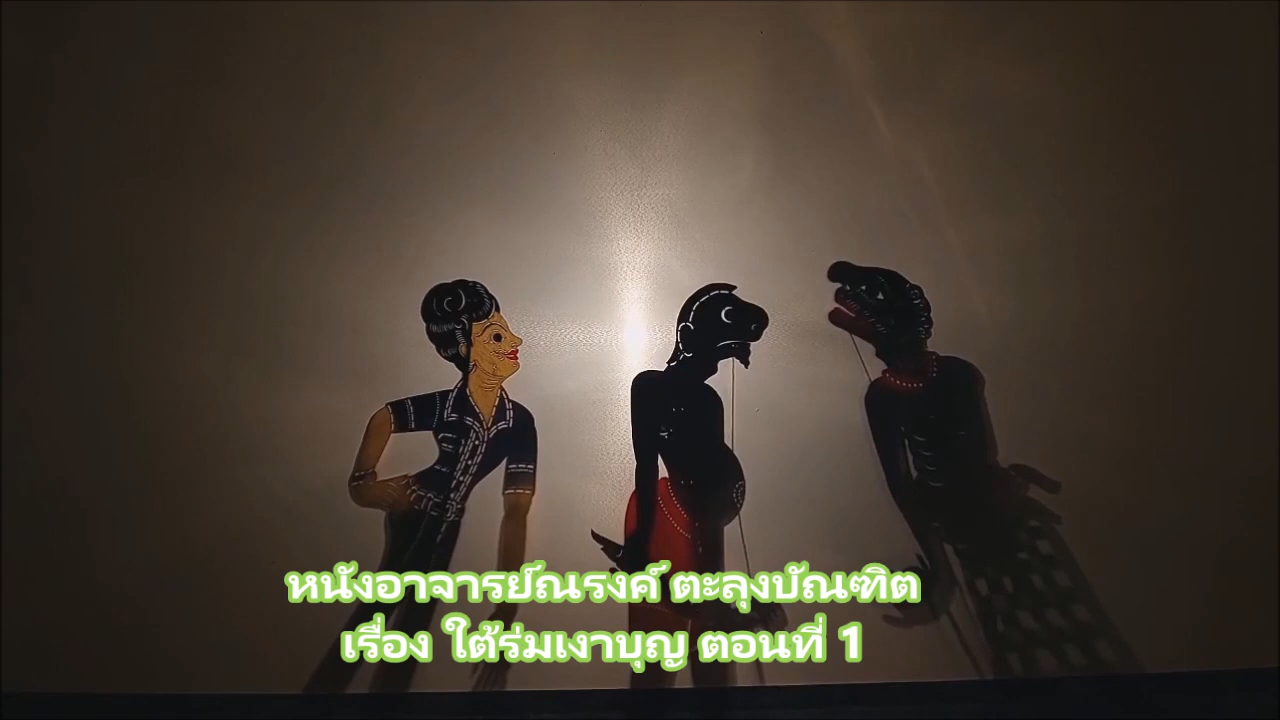 หนังอาจารย์ณรงค์ ตะลุงบัณฑิต
เรื่อง ใต้ร่มเงาบุญ ตอนที่ 1